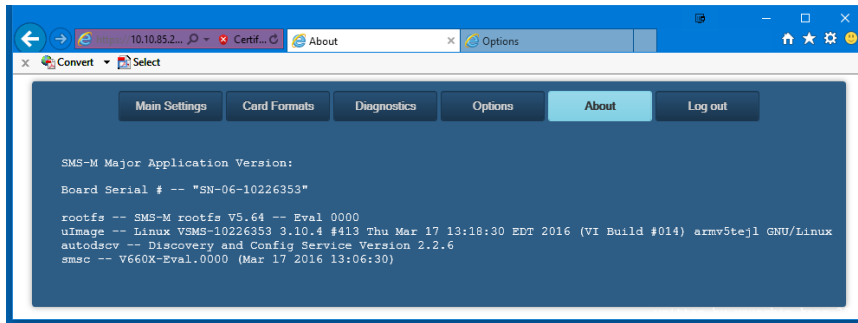 10.10.85.2... Certif... About Options
Convert Select
Main Settings Card Formats Diagnostics Options About Log out
SMS-M Major Application Version:
Board Serial # -- "SN-06-10226353"
rootfs -- SMS-M rootfs V5.64 -- Eval 0000
uImage -- Linux VSMS-10226353 3.10.4 #413 Thu Mar 17 13:18:30 EDT 2016 (VI Build #014) armv5tejl GNU/Linux
autodscv -- Discovery and Config Service Version 2.2.6
smsc -- V660X-Eval.0000 (Mar 17 2016 13:06:30)